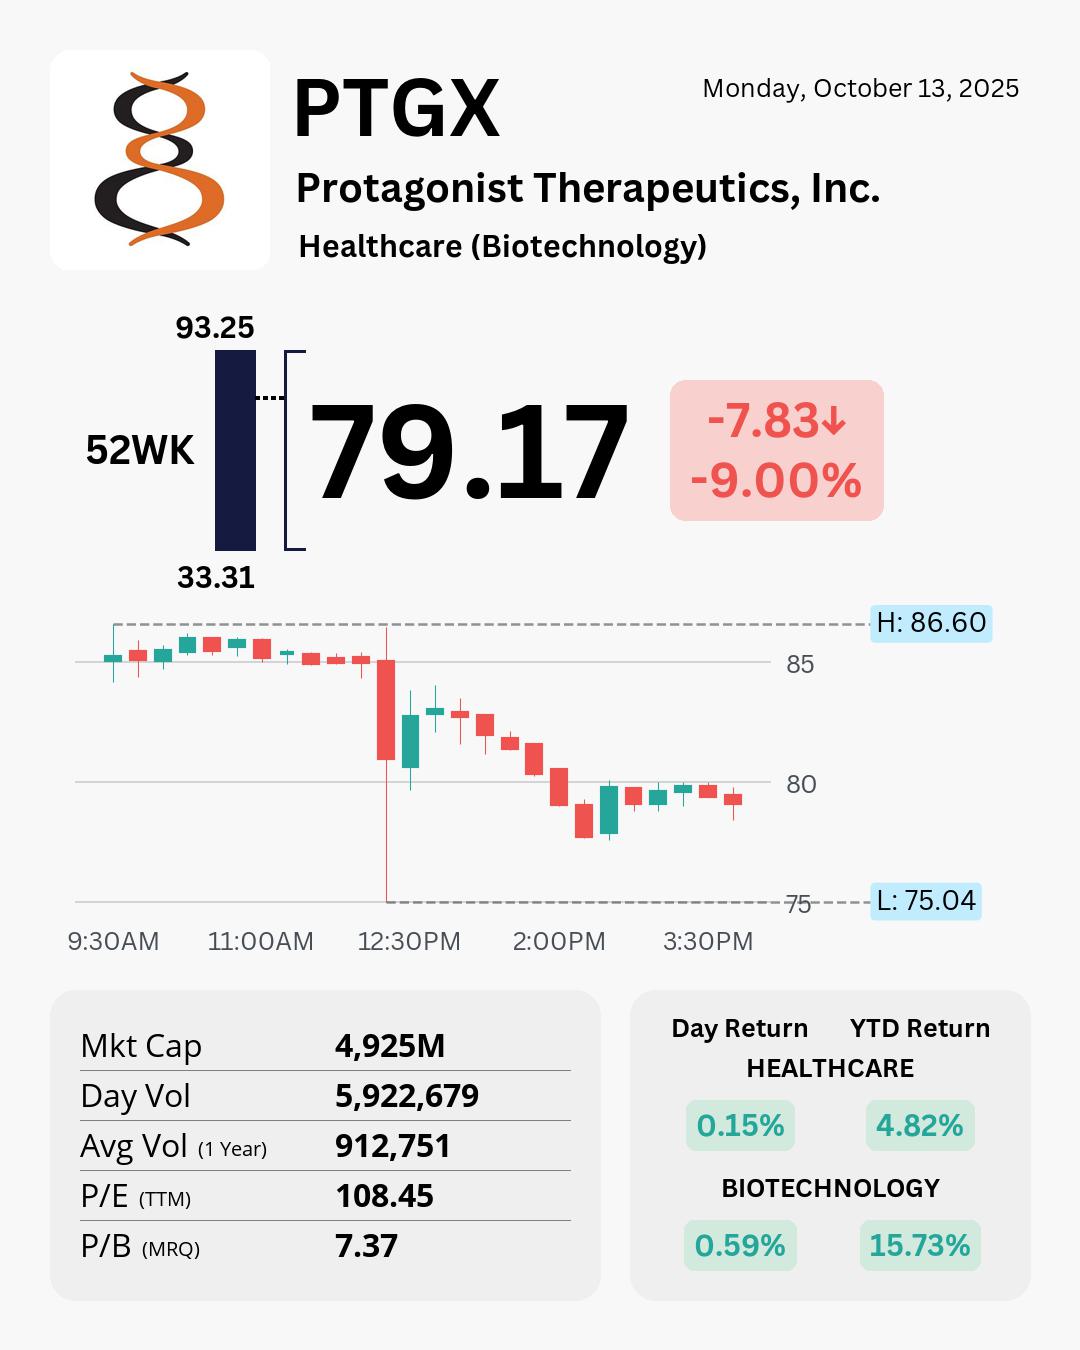 PTGX
Monday, October 13, 2025
Protagonist Therapeutics, Inc.
Healthcare (Biotechnology)
93.25
52WK
33.31
79.17
-7.83↓
-9.00%
H: 86.60
85
80
75
L: 75.04
9:30AM 11:00AM 12:30PM 2:00PM 3:30PM
Mkt Cap 4,925M
Day Vol 5,922,679
Avg Vol (1 Year) 912,751
P/E (TTM) 108.45
P/B (MRQ) 7.37
Day Return YTD Return
HEALTHCARE
0.15% 4.82%
BIOTECHNOLOGY
0.59% 15.73%